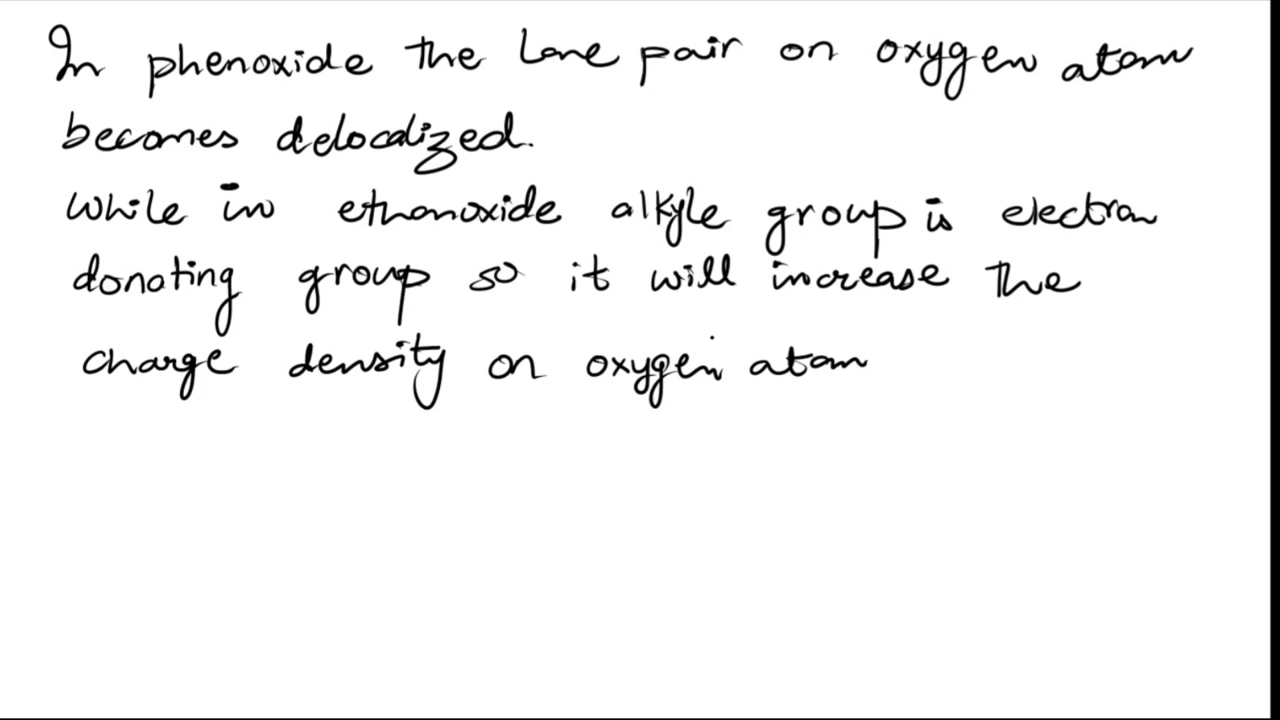 In phenoxide the lone pair on oxygen atom
becomes delocalized.
While in ethanoxide alkyle group is electron
donating group so it will increase the
charge density on oxygen atom